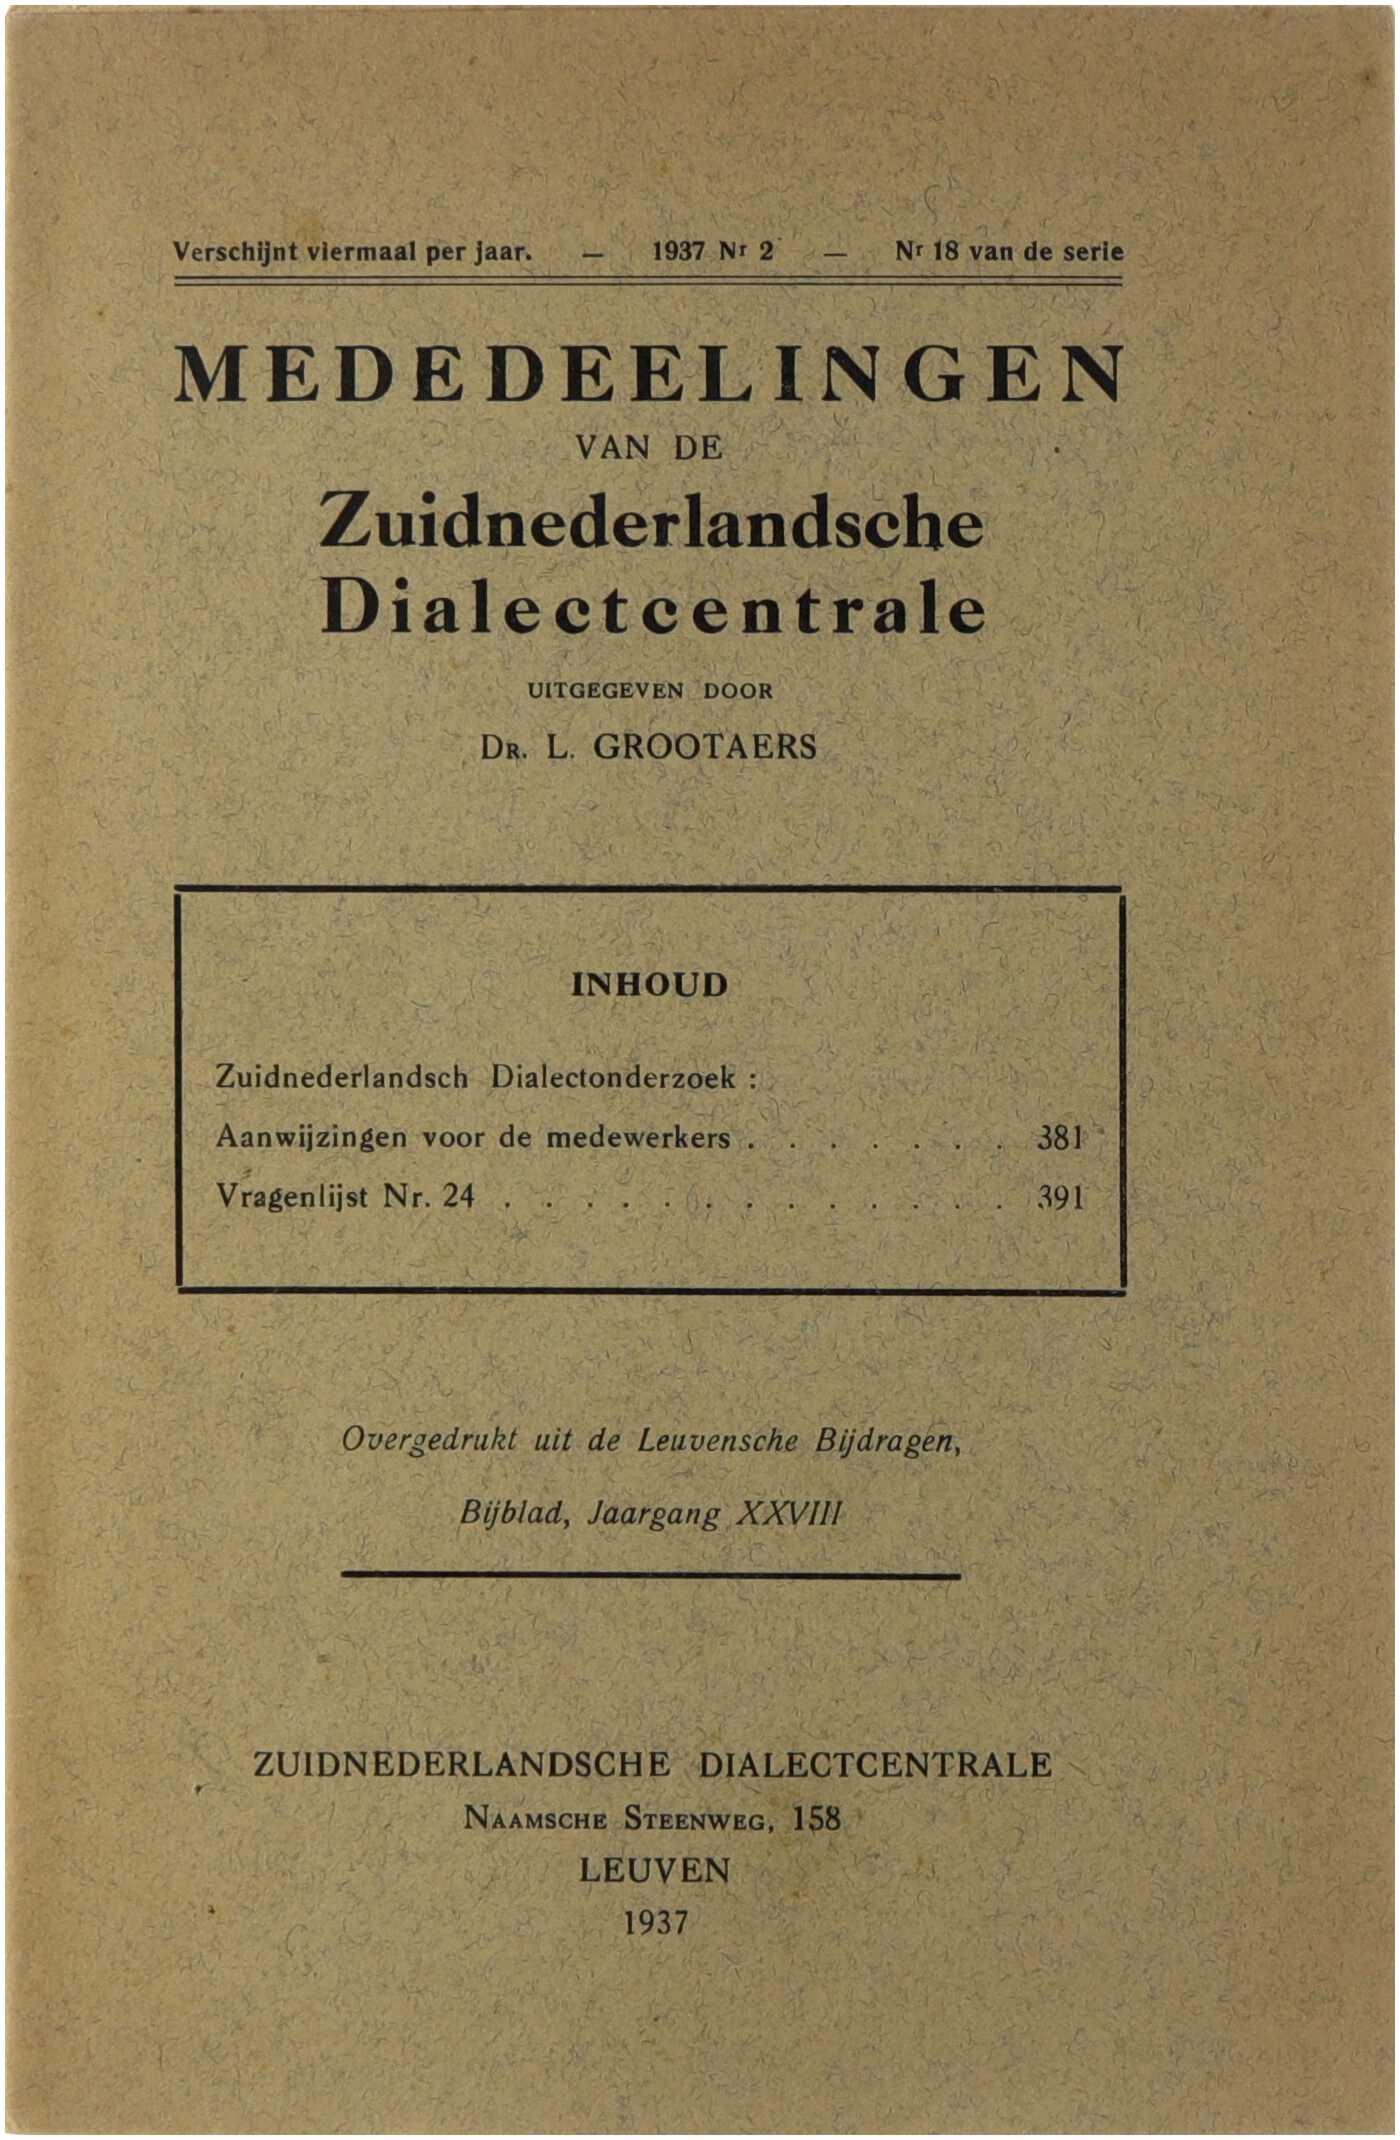 Verschijnt viermaal per jaar. — 1937 Nr 2 — Nr 18 van de serie
MEDEDEELINGEN
VAN DE
Zuidnederlandsche
Dialectcentrale
UITGEGEVEN DOOR
DR. L. GROOTAERS
INHOUD
Zuidnederlandsch Dialectonderzoek :
Aanwijzingen voor de medewerkers . . . . . . . 381
Vragenlijst Nr. 24 . . . . . . . . . . . . . 391
Overgedrukt uit de Leuvensche Bijdragen,
Bijblad, Jaargang XXVIII
ZUIDNEDERLANDSCHE DIALECTCENTRALE
NAAMSCHE STEENWEG, 158
LEUVEN
1937